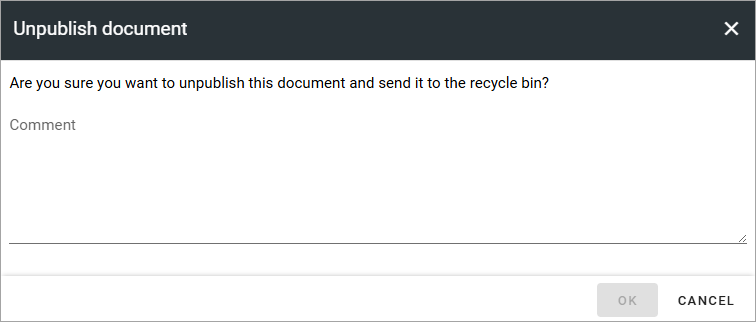 Unpublish document
Are you sure you want to unpublish this document and send it to the recycle bin?
Comment
OK CANCEL